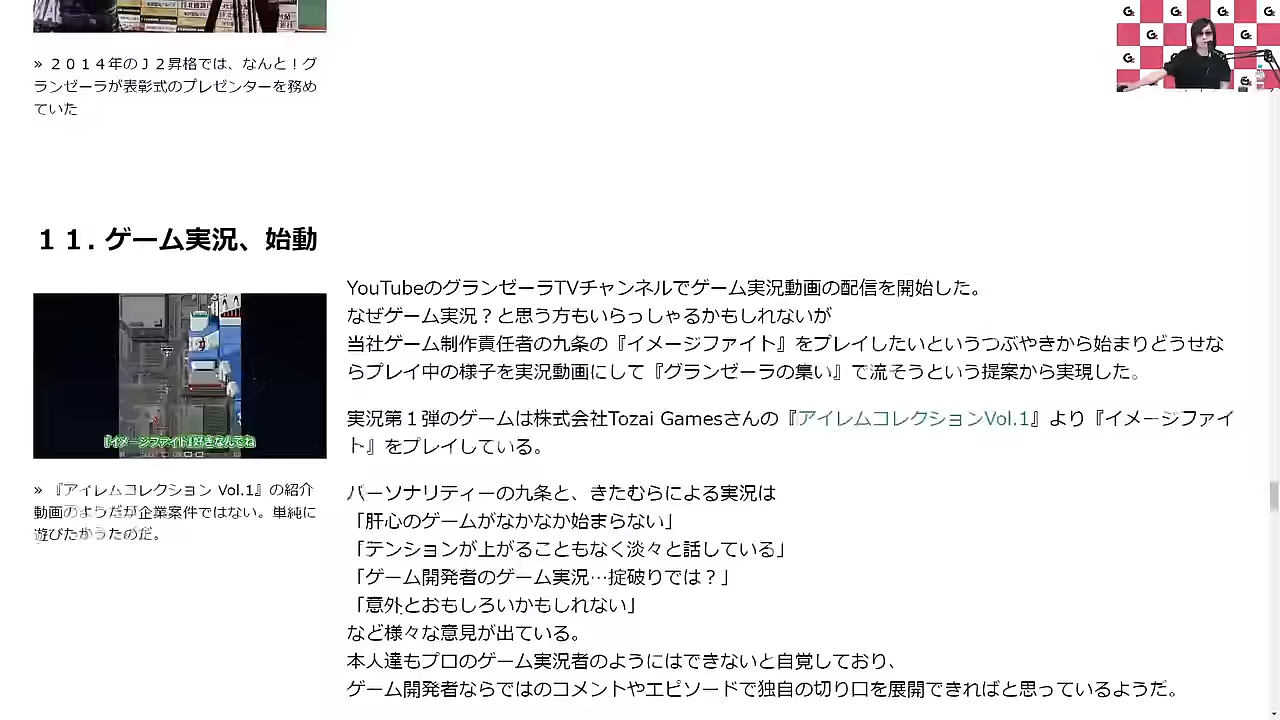 » ２０１４年のＪ２昇格では、なんと！グ
ランゼーラが表彰式のプレゼンターを務め
ていた
１１. ゲーム実況、始動
YouTubeのグランゼーラTVチャンネルでゲーム実況動画の配信を開始した。
なぜゲーム実況？と思う方もいらっしゃるかもしれないが
当社ゲーム制作責任者の九条の『イメージファイト』をプレイしたいというつぶやきから始まりどうせな
らプレイ中の様子を実況動画にして『グランゼーラの集い』で流そうという提案から実現した。
実況第１弾のゲームは株式会社Tozai Gamesさんの『アイレムコレクションVol.1』より『イメージファイ
ト』をプレイしている。
『イメージファイト』好きなんでね
» 『アイレムコレクション Vol.1』の紹介
動画のようだが企業案件ではない。単純に
遊びたかったのだ。
パーソナリティーの九条と、きたむらによる実況は
「肝心のゲームがなかなか始まらない」
「テンションが上がることもなく淡々と話している」
「ゲーム開発者のゲーム実況…掟破りでは？」
「意外とおもしろいかもしれない」
など様々な意見が出ている。
本人達もプロのゲーム実況者のようにはできないと自覚しており、
ゲーム開発者ならではのコメントやエピソードで独自の切り口を展開できればと思っているようだ。